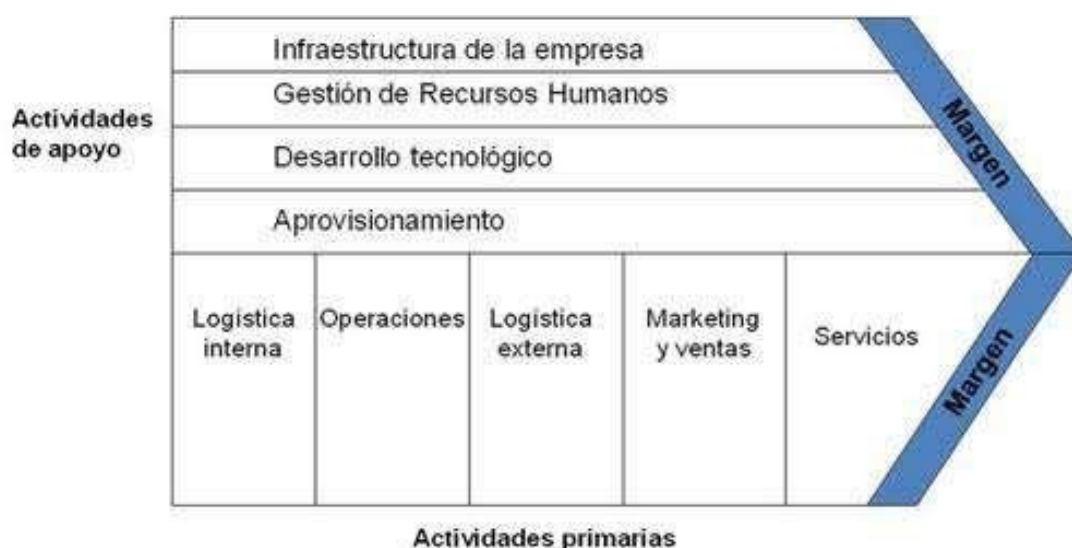 Infraestructura de la empresa
Gestión de Recursos Humanos
Actividades
de apoyo
Desarrollo tecnológico
Aprovisionamiento
Margen
Logística
interna
Operaciones
Logística
externa
Marketing
y ventas
Servicios
Margen
Actividades primarias